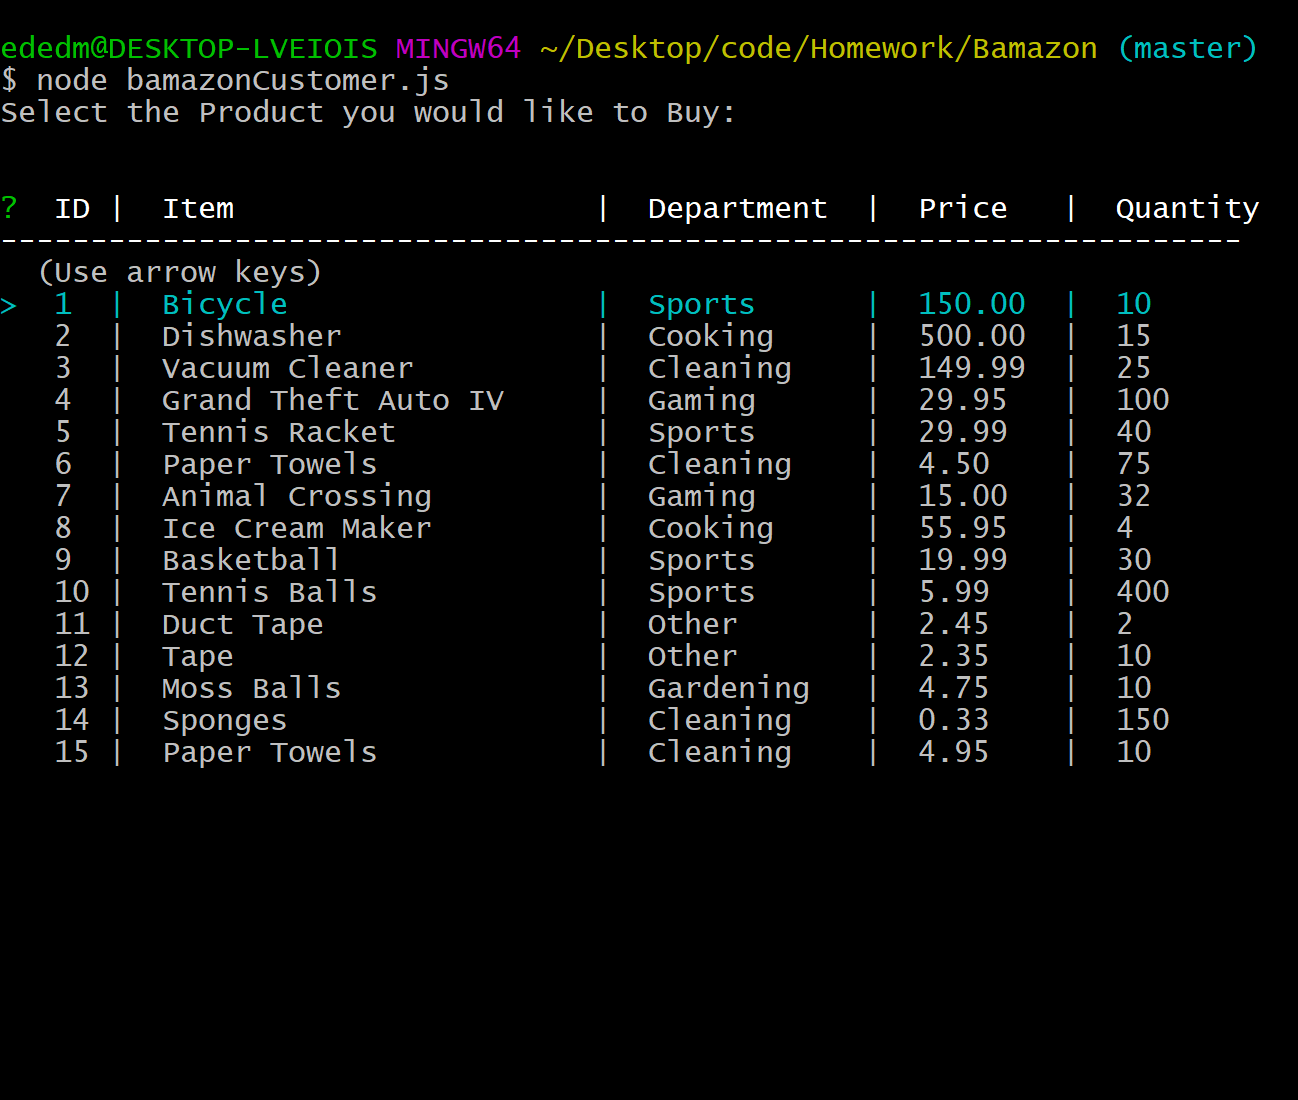 ededm@DESKTOP-LVEIOIS MINGW64 ~/Desktop/code/Homework/Bamazon (master)
$ node bamazonCustomer.js
Select the Product you would like to Buy:
?  ID |  Item                    |  Department  |  Price   |  Quantity
---------------------------------------------------------------------
  (Use arrow keys)
>  1  |  Bicycle                 |  Sports      |  150.00  |  10
   2  |  Dishwasher              |  Cooking     |  500.00  |  15
   3  |  Vacuum Cleaner          |  Cleaning    |  149.99  |  25
   4  |  Grand Theft Auto IV     |  Gaming      |  29.95   |  100
   5  |  Tennis Racket           |  Sports      |  29.99   |  40
   6  |  Paper Towels            |  Cleaning    |  4.50    |  75
   7  |  Animal Crossing         |  Gaming      |  15.00   |  32
   8  |  Ice Cream Maker         |  Cooking     |  55.95   |  4
   9  |  Basketball              |  Sports      |  19.99   |  30
   10 |  Tennis Balls            |  Sports      |  5.99    |  400
   11 |  Duct Tape               |  Other       |  2.45    |  2
   12 |  Tape                    |  Other       |  2.35    |  10
   13 |  Moss Balls              |  Gardening   |  4.75    |  10
   14 |  Sponges                 |  Cleaning    |  0.33    |  150
   15 |  Paper Towels            |  Cleaning    |  4.95    |  10